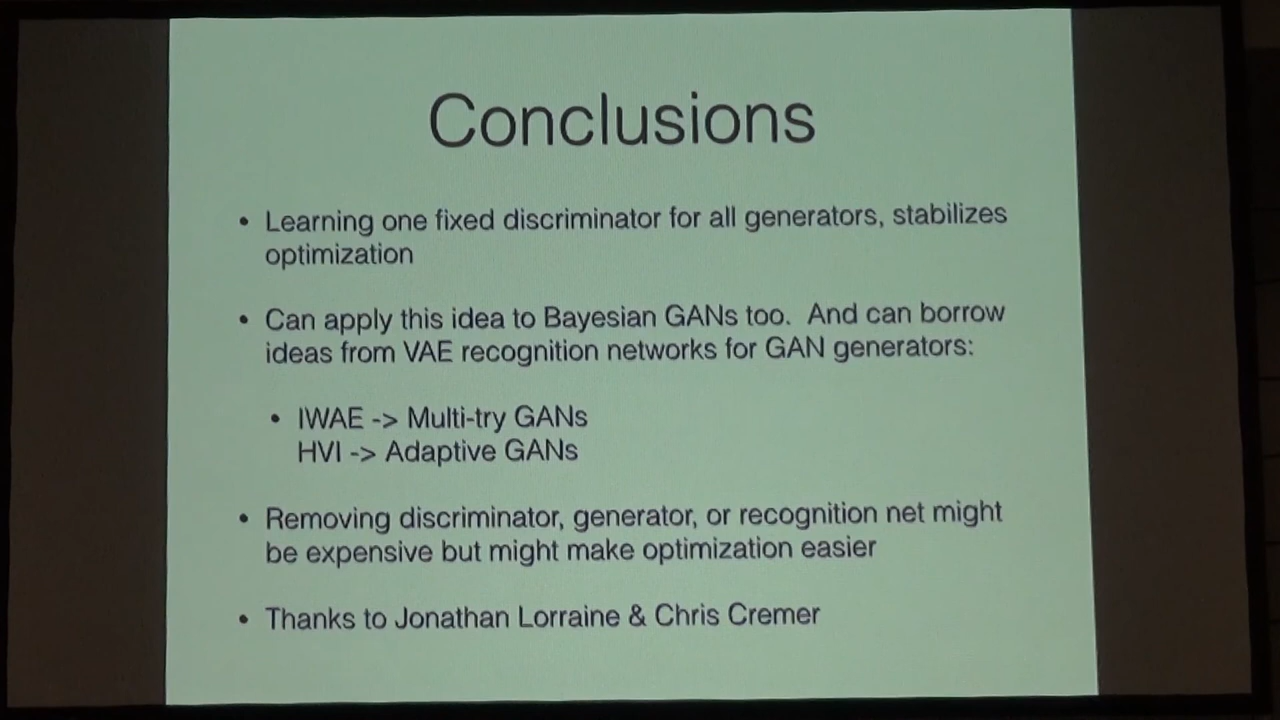 Conclusions
• Learning one fixed discriminator for all generators, stabilizes
optimization
• Can apply this idea to Bayesian GANs too. And can borrow
ideas from VAE recognition networks for GAN generators:
• IWAE -> Multi-try GANs
HVI -> Adaptive GANs
• Removing discriminator, generator, or recognition net might
be expensive but might make optimization easier
• Thanks to Jonathan Lorraine & Chris Cremer